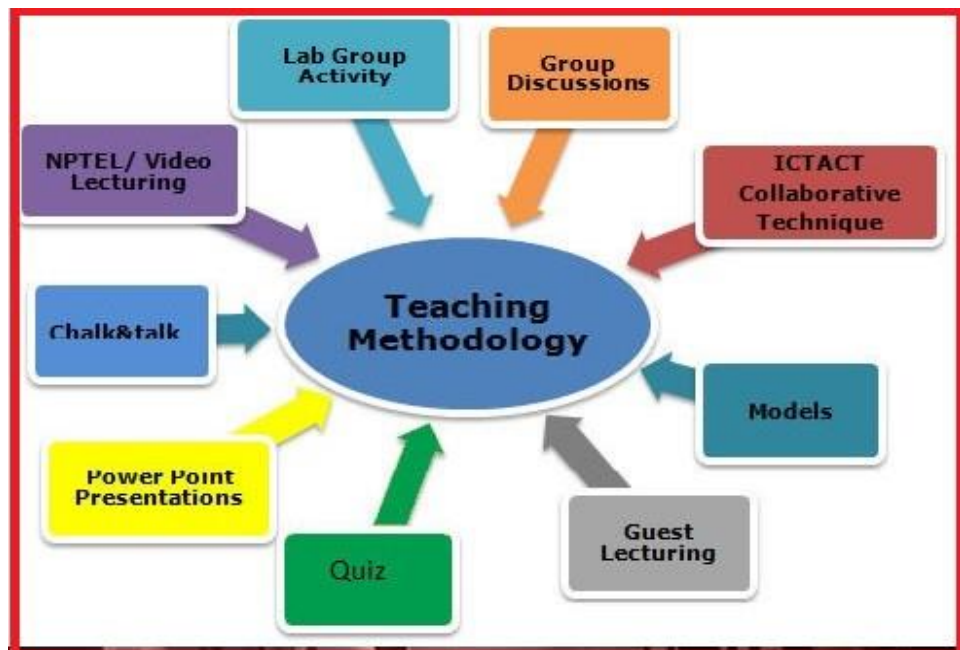 Lab Group
Activity
Group
Discussions
NPTEL/ Video
Lecturing
ICTACT
Collaborative
Technique
Teaching
Methodology
Chalk&talk
Models
Power Point
Presentations
Quiz
Guest
Lecturing